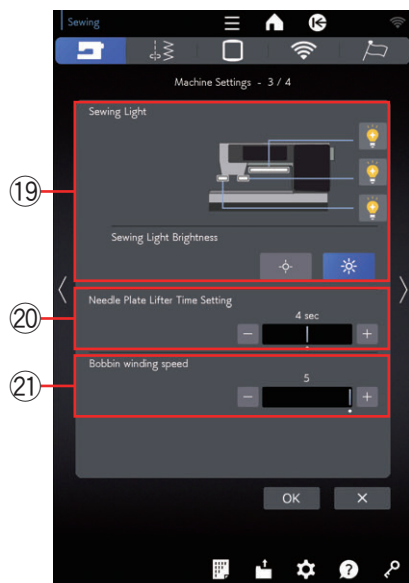 Sewing
Machine Settings - 3 / 4
Sewing Light
⑲
Sewing Light Brightness
⑳
Needle Plate Lifter Time Setting
4 sec
− +
㉑
Bobbin winding speed
5
− +
OK X
?